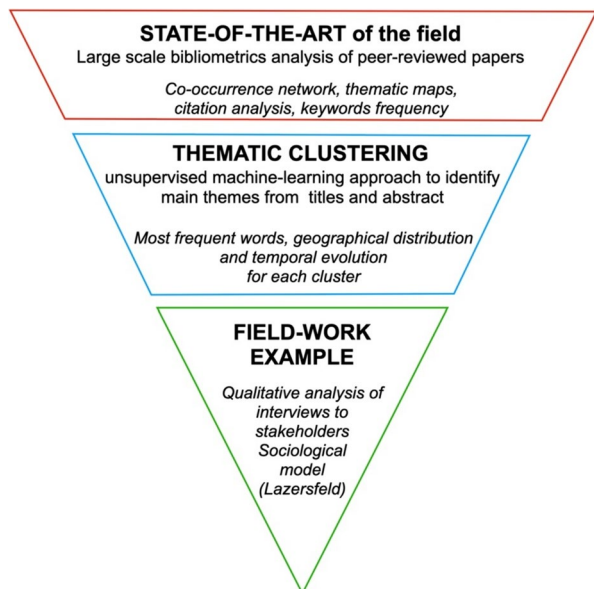 STATE-OF-THE-ART of the field
Large scale bibliometrics analysis of peer-reviewed papers
Co-occurrence network, thematic maps,
citation analysis, keywords frequency
THEMATIC CLUSTERING
unsupervised machine-learning approach to identify
main themes from titles and abstract
Most frequent words, geographical distribution
and temporal evolution
for each cluster
FIELD-WORK
EXAMPLE
Qualitative analysis of
interviews to
stakeholders
Sociological
model
(Lazersfeld)